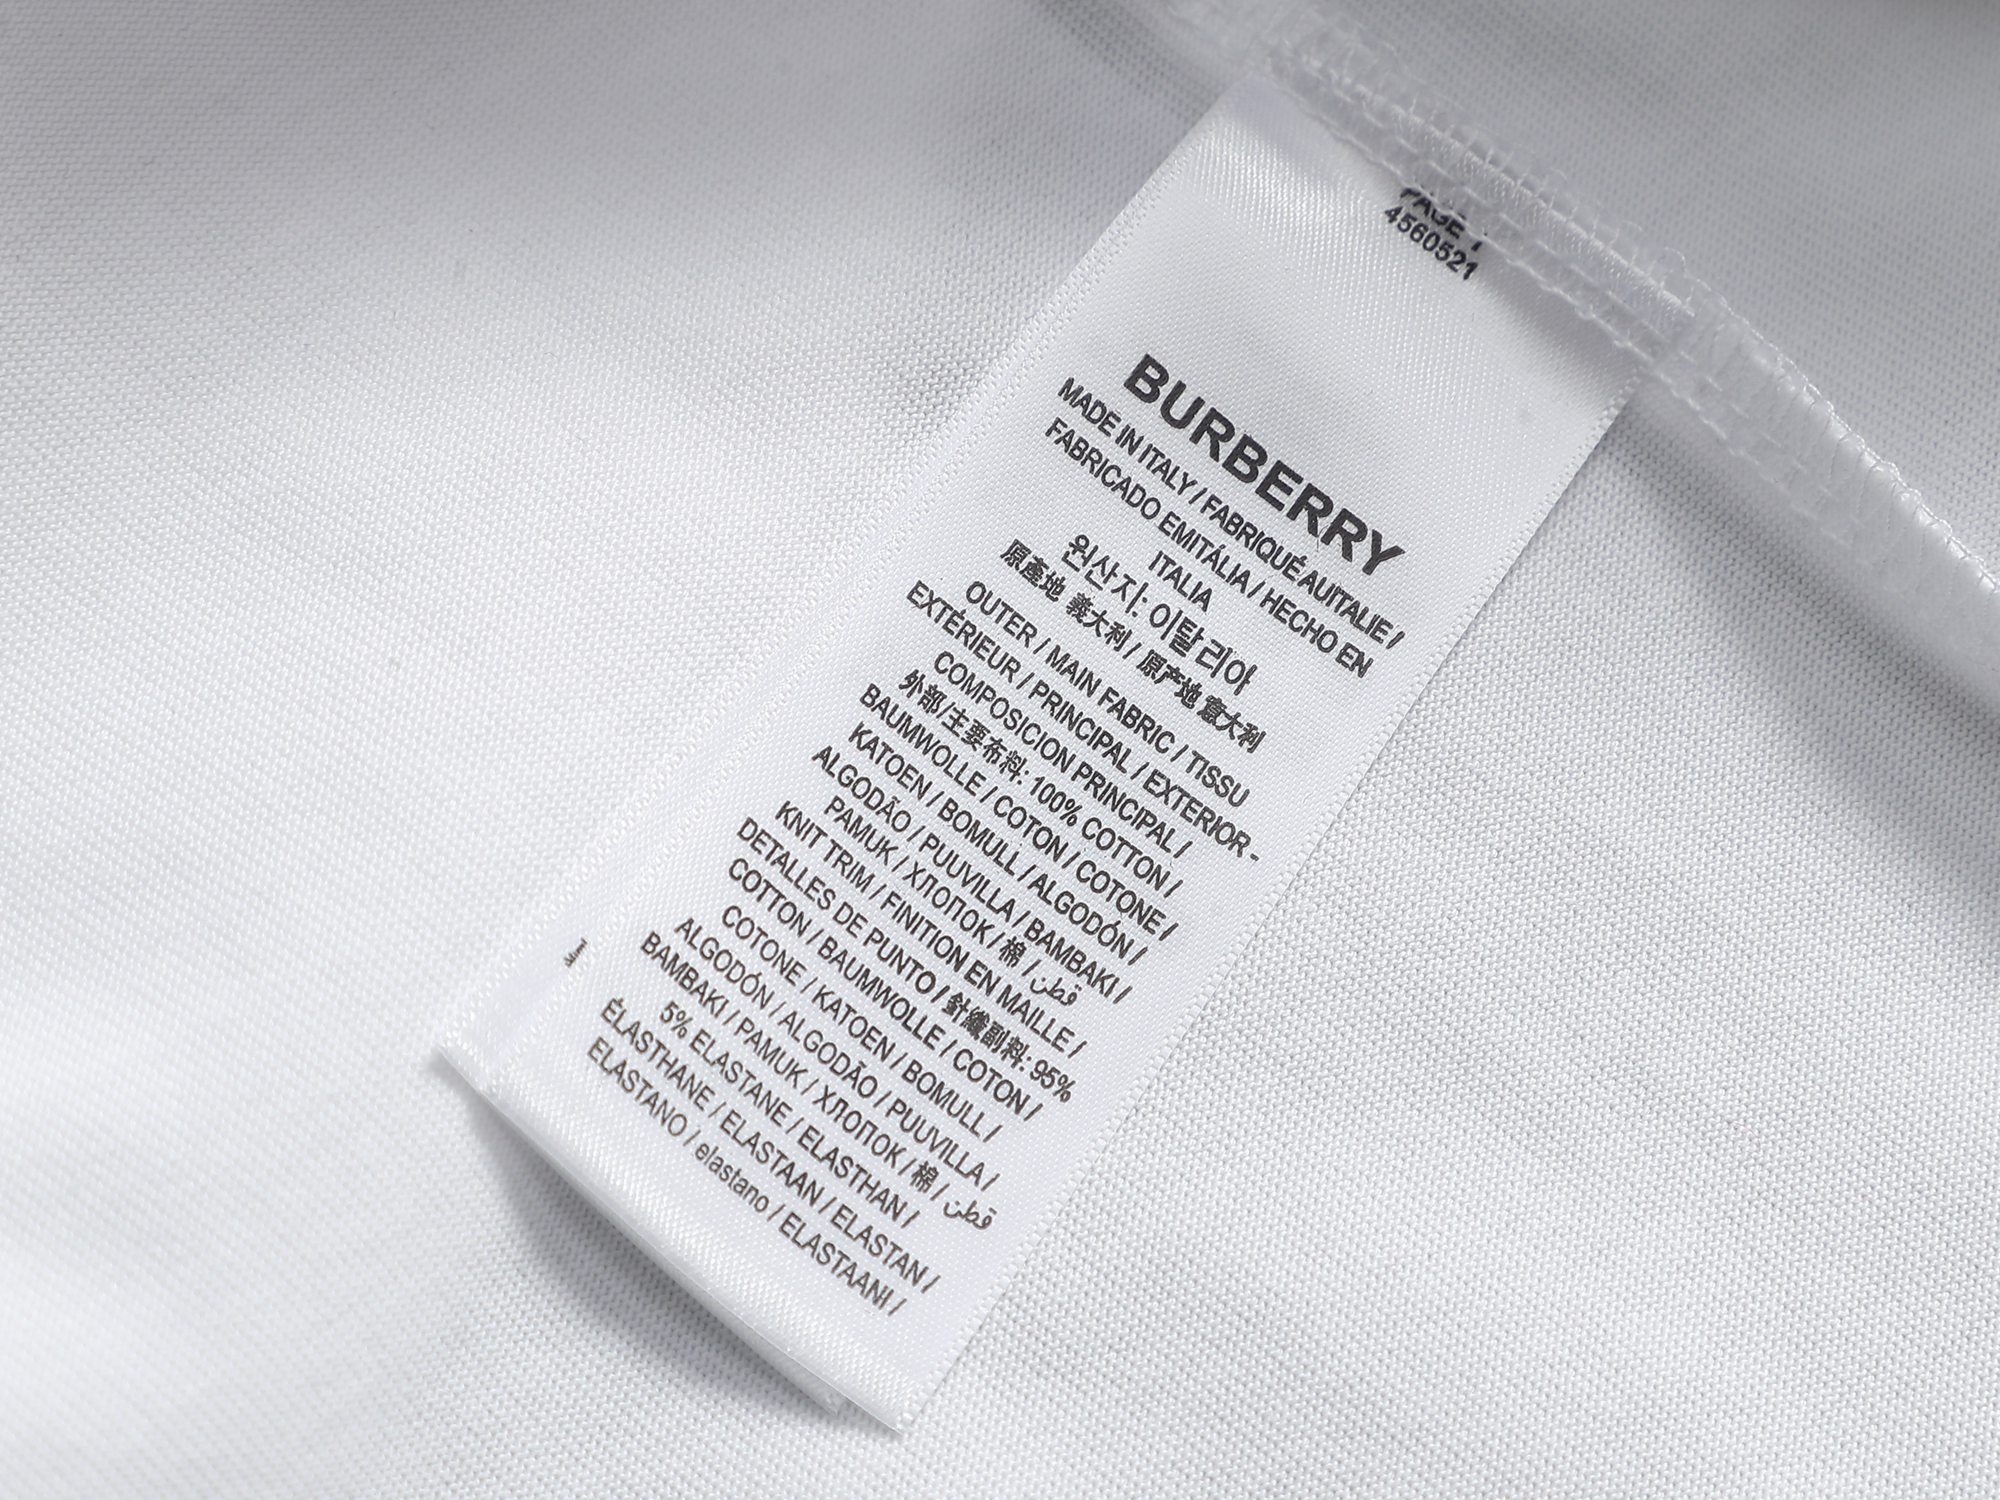 PAGE 1
4560521
BURBERRY
MADE IN ITALY / FABRIQUÉ AUITALIE /
FABRICADO EMITÁLIA / HECHO EN
ITALIA
원산지: 이탈리아
原產地 義大利 / 原产地 意大利
OUTER / MAIN FABRIC / TISSU
EXTÉRIEUR / PRINCIPAL / EXTERIOR -
COMPOSICION PRINCIPAL /
外部/主要布料: 100% COTTON /
BAUMWOLLE / COTON / COTONE /
KATOEN / BOMULL / ALGODÓN /
ALGODÃO / PUUVILLA / BAMBAKI /
PAMUK / ХЛОПОК / 棉 / قطن
KNIT TRIM / FINITION EN MAILLE /
DETALLES DE PUNTO / 針織副料: 95%
COTTON / BAUMWOLLE / COTON /
COTONE / KATOEN / BOMULL /
ALGODÓN / ALGODÃO / PUUVILLA /
BAMBAKI / PAMUK / ХЛОПОК / 棉 / قطن
5% ELASTANE / ELASTHAN /
ÉLASTHANE / ELASTAAN / ELASTAN /
ELASTANO / elastano / ELASTAANI /